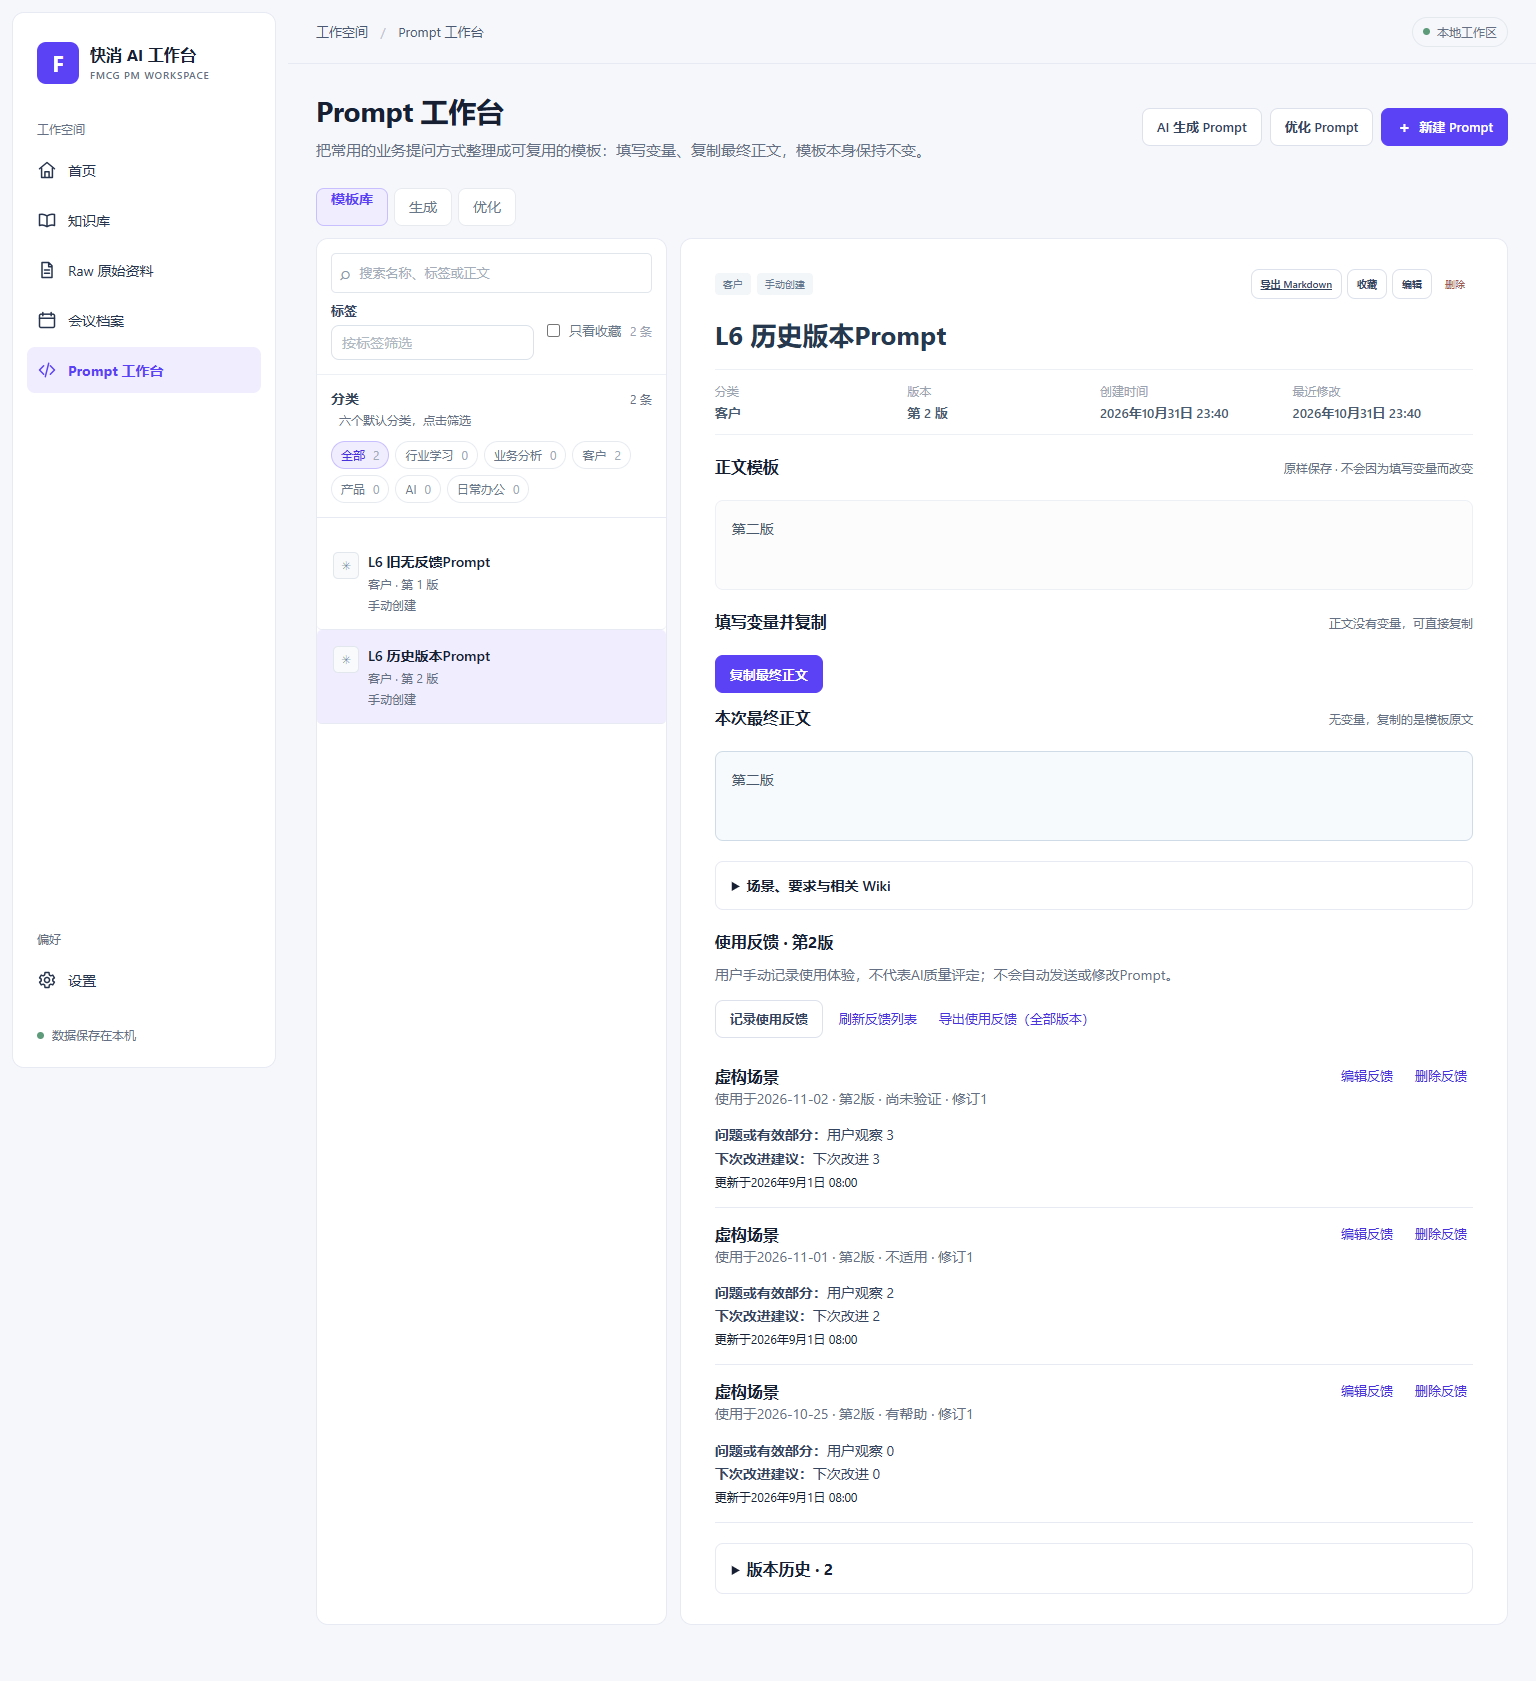 F
快消 AI 工作台
FMCG PM WORKSPACE
工作空间
首页
知识库
Raw 原始资料
会议档案
Prompt 工作台
偏好
设置
数据保存在本机
工作空间 / Prompt 工作台
本地工作区
Prompt 工作台
把常用的业务提问方式整理成可复用的模板：填写变量、复制最终正文，模板本身保持不变。
AI 生成 Prompt
优化 Prompt
+ 新建 Prompt
模板库
生成
优化
搜索名称、标签或正文
标签
按标签筛选
只看收藏 2 条
分类 2 条
六个默认分类，点击筛选
全部 2
行业学习 0
业务分析 0
客户 2
产品 0
AI 0
日常办公 0
L6 旧无反馈Prompt
客户 · 第 1 版
手动创建
L6 历史版本Prompt
客户 · 第 2 版
手动创建
客户
手动创建
导出 Markdown
收藏
编辑
删除
L6 历史版本Prompt
分类
客户
版本
第 2 版
创建时间
2026年10月31日 23:40
最近修改
2026年10月31日 23:40
正文模板
原样保存 · 不会因为填写变量而改变
第二版
填写变量并复制
正文没有变量，可直接复制
复制最终正文
本次最终正文
无变量，复制的是模板原文
第二版
▶ 场景、要求与相关 Wiki
使用反馈 · 第2版
用户手动记录使用体验，不代表AI质量评定；不会自动发送或修改Prompt。
记录使用反馈
刷新反馈列表
导出使用反馈（全部版本）
虚构场景
编辑反馈 删除反馈
使用于2026-11-02 · 第2版 · 尚未验证 · 修订1
问题或有效部分：用户观察 3
下次改进建议：下次改进 3
更新于2026年9月1日 08:00
虚构场景
编辑反馈 删除反馈
使用于2026-11-01 · 第2版 · 不适用 · 修订1
问题或有效部分：用户观察 2
下次改进建议：下次改进 2
更新于2026年9月1日 08:00
虚构场景
编辑反馈 删除反馈
使用于2026-10-25 · 第2版 · 有帮助 · 修订1
问题或有效部分：用户观察 0
下次改进建议：下次改进 0
更新于2026年9月1日 08:00
▶ 版本历史 · 2